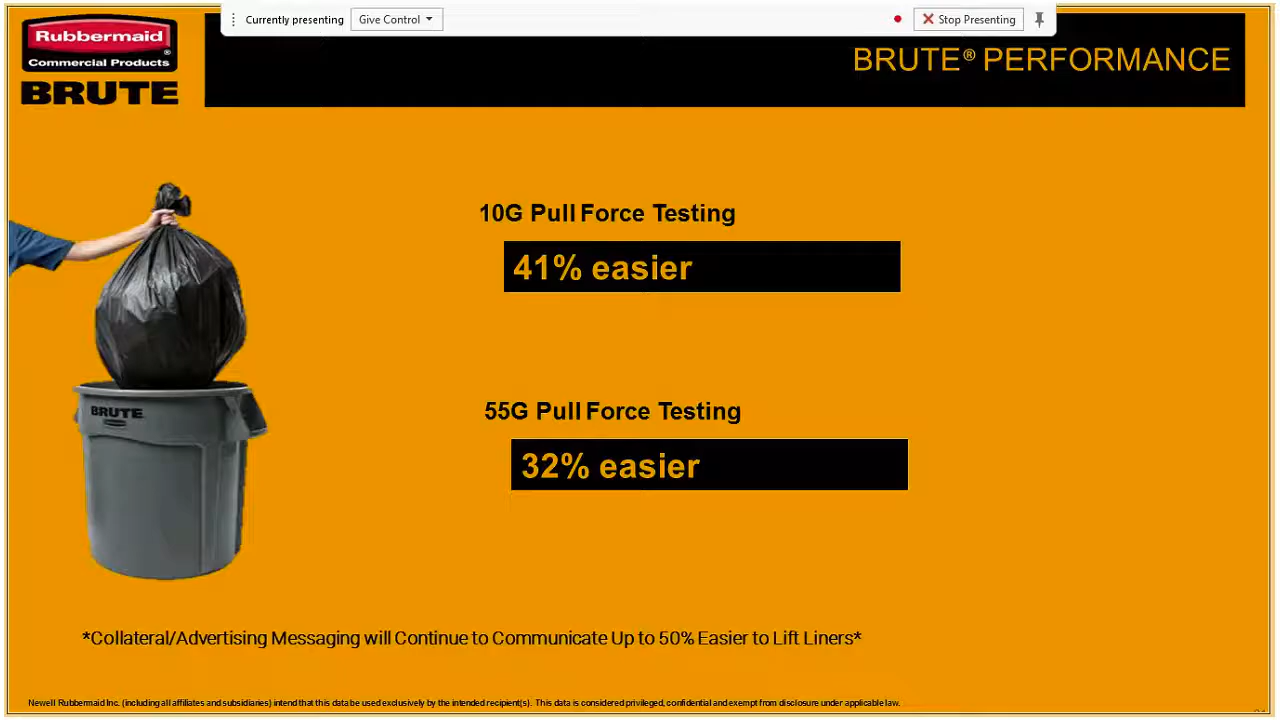 Currently presenting Give Control Stop Presenting
Rubbermaid
®
Commercial Products
BRUTE
BRUTE® PERFORMANCE
10G Pull Force Testing
41% easier
BRUTE
55G Pull Force Testing
32% easier
*Collateral/Advertising Messaging will Continue to Communicate Up to 50% Easier to Lift Liners*
Newell Rubbermaid Inc. (including all affiliates and subsidiaries) intend that this data be used exclusively by the intended recipient(s). This data is considered privileged, confidential and exempt from disclosure under applicable law.